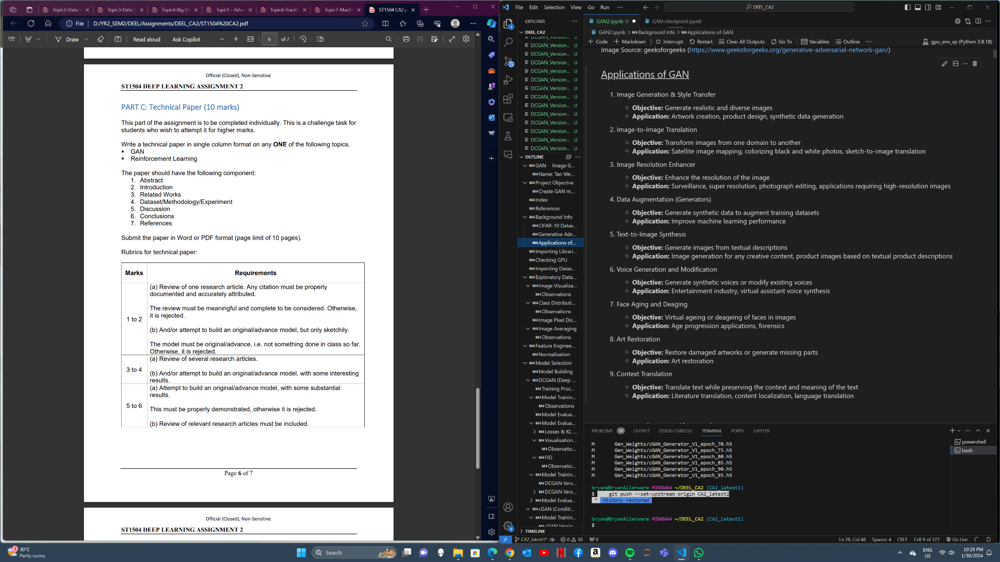 Topic2-Data S
Topic3-Data S
Topic4-Big Da
Topic5 - Adva
Topic6-Trackin
Topic7-Machi
ST1504 CA2.p
File
D:/YR2_SEM2/DEEL/Assignments/DEEL_CA2/ST1504%20CA2.pdf
Draw
Read aloud
Ask Copilot
6
of 7
Official (Closed), Non-Sensitive
ST1504 DEEP LEARNING ASSIGNMENT 2
PART C: Technical Paper (10 marks)
This part of the assignment is to be completed individually. This is a challenge task for
students who wish to attempt it for higher marks.
Write a technical paper in single column format on any ONE of the following topics.
▪ GAN
▪ Reinforcement Learning
The paper should have the following component:
1. Abstract
2. Introduction
3. Related Works
4. Dataset/Methodology/Experiment
5. Discussion
6. Conclusions
7. References
Submit the paper in Word or PDF format (page limit of 10 pages).
Rubrics for technical paper:
Marks
Requirements
1 to 2
(a) Review of one research article. Any citation must be properly
documented and accurately attributed.
The review must be meaningful and complete to be considered. Otherwise,
it is rejected.
(b) And/or attempt to build an original/advance model, but only sketchily.
The model must be original/advance, i.e. not something done in class so far.
Otherwise, it is rejected.
3 to 4
(a) Review of several research articles.
(b) And/or attempt to build an original/advance model, with some interesting
results.
5 to 6
(a) Attempt to build an original/advance model, with some substantial
results.
This must be properly demonstrated, otherwise it is rejected.
(b) Review of relevant research articles must be included.
Page 6 of 7
Official (Closed), Non-Sensitive
ST1504 DEEP LEARNING ASSIGNMENT 2
File Edit Selection View Go Run ···
DEEL_CA2
EXPLORER
DEEL_CA2
DCGAN_Version... U
DCGAN_Version... U
DCGAN_Version... U
DCGAN_Version... U
DCGAN_Version... U
DCGAN_Version... U
DCGAN_Version... U
DCGAN_Version... U
DCGAN_Version... U
DCGAN_Version... U
DCGAN_Version... U
DCGAN_Version... U
DCGAN_Version... U
DCGAN_Version... U
OUTLINE
GAN - Image G...
Name: Tan We...
Project Objective
Create GAN m...
Index
References
Background Info
CIFAR-10 Datas...
Generative Adv...
Applications of...
Importing Librari...
Checking GPU
Importing Datas...
Exploratory Data...
Image Visualisa...
Observations
Class Distributi...
Observations
Image Pixel Dis...
Image Averaging
Observations
Feature Enginee...
Normalisation
Model Selection
Model Building
DCGAN (Deep ...
Training Proc...
Model Trainin...
Observations
Model Evalua...
Model Evalua...
Losses & KL ...
Visualisation...
Observatio...
FID
Observatio...
Model Trainin...
DCGAN Vers...
DCGAN Vers...
Model Evalua...
cGAN (Conditi...
Model Trainin...
cGAN Versio...
TIMELINE
GAN2.ipynb U
GAN-checkpoint.ipynb
GAN2.ipynb > Background Info > Applications of GAN
+ Code + Markdown Interrupt Restart Clear All Outputs Go To Variables Outline ···
gpu_env_sp (Python 3.8.18)
Image Source: geeksforgeeks (https://www.geeksforgeeks.org/generative-adversarial-network-gan/)
Applications of GAN
1. Image Generation & Style Transfer
Objective: Generate realistic and diverse images
Application: Artwork creation, product design, synthetic data generation
2. Image-to-Image Translation
Objective: Transform images from one domain to another
Application: Satellite image mapping, colorizing black and white photos, sketch-to-image translation
3. Image Resolution Enhancer
Objective: Enhance the resolution of the image
Application: Surveillance, super resolution, photograph editing, applications requiring high-resolution images
4. Data Augmentation (Generators)
Objective: Generate synthetic data to augment training datasets
Application: Improve machine learning performance
5. Text-to-Image Synthesis
Objective: Generate images from textual descriptions
Application: Image generation for any creative content, product images based on textual product descriptions
6. Voice Generation and Modification
Objective: Generate synthetic voices or modify existing voices
Application: Entertainment industry, virtual assistant voice synthesis
7. Face Aging and Deaging
Objective: Virtual ageing or deageing of faces in images
Application: Age progression applications, forensics
8. Art Restoration
Objective: Restore damaged artworks or generate missing parts
Application: Art restoration
9. Context Translation
Objective: Translate text while preserving the context and meaning of the text
Application: Literature translation, content localization, language translation
PROBLEMS 50 OUTPUT DEBUG CONSOLE TERMINAL PORTS JUPYTER
powershell
bash
M Gen_Weights/cGAN_Generator_V1_epoch_70.h5
M Gen_Weights/cGAN_Generator_V1_epoch_75.h5
M Gen_Weights/cGAN_Generator_V1_epoch_80.h5
M Gen_Weights/cGAN_Generator_V1_epoch_85.h5
M Gen_Weights/cGAN_Generator_V1_epoch_90.h5
M Gen_Weights/cGAN_Generator_V1_epoch_95.h5
bryan@BryanAlienware MINGW64 ~/DEEL_CA2 (CA2_latest1)
$ git push --set-upstream origin CA2_latest2
* History restored
bryan@BryanAlienware MINGW64 ~/DEEL_CA2 (CA2_latest1)
$
CA2_latest1* 0 50 0
Ln 28, Col 48 Spaces: 4 CRLF Cell 9 of 127 Go Live
1
30°C
Partly sunny
Search
ENG
US
10:29 PM
1/30/2024